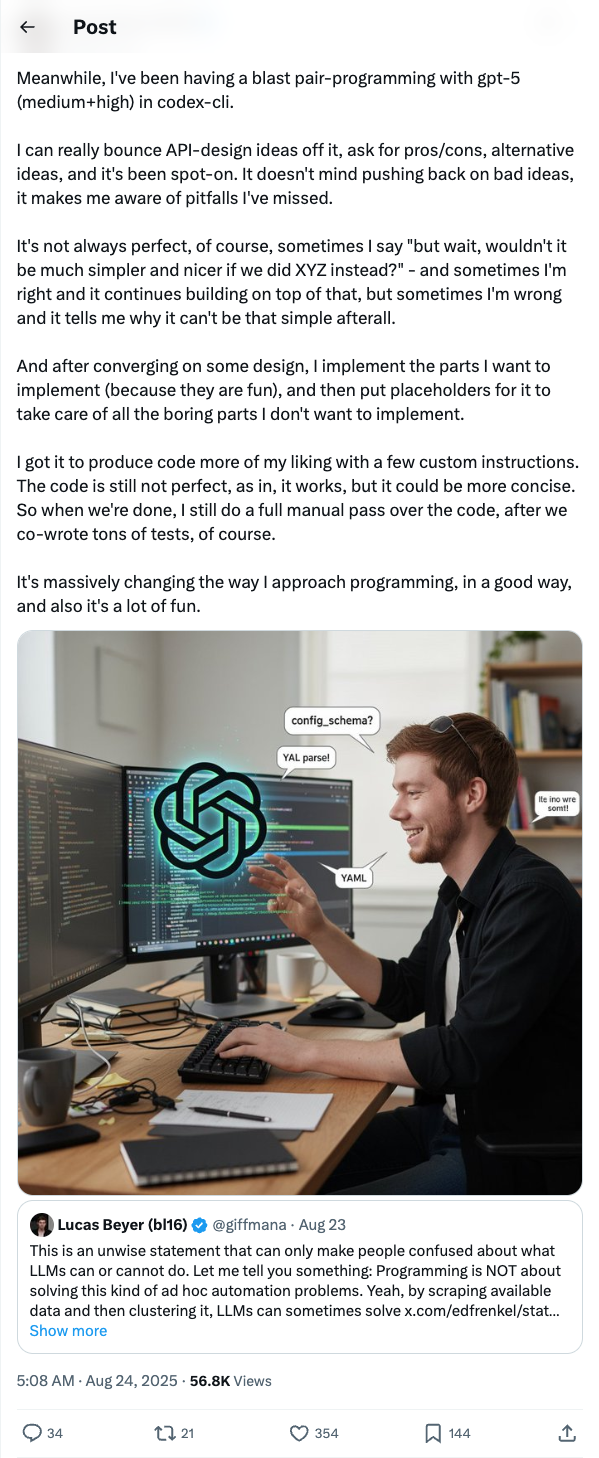 Post
Meanwhile, I've been having a blast pair-programming with gpt-5
(medium+high) in codex-cli.
I can really bounce API-design ideas off it, ask for pros/cons, alternative
ideas, and it's been spot-on. It doesn't mind pushing back on bad ideas,
it makes me aware of pitfalls I've missed.
It's not always perfect, of course, sometimes I say "but wait, wouldn't it
be much simpler and nicer if we did XYZ instead?" - and sometimes I'm
right and it continues building on top of that, but sometimes I'm wrong
and it tells me why it can't be that simple afterall.
And after converging on some design, I implement the parts I want to
implement (because they are fun), and then put placeholders for it to
take care of all the boring parts I don't want to implement.
I got it to produce code more of my liking with a few custom instructions.
The code is still not perfect, as in, it works, but it could be more concise.
So when we're done, I still do a full manual pass over the code, after we
co-wrote tons of tests, of course.
It's massively changing the way I approach programming, in a good way,
and also it's a lot of fun.
config_schema?
YAL parse!
Ite ino wre
somt!
YAML
Lucas Beyer (bl16) @giffmana · Aug 23
This is an unwise statement that can only make people confused about what
LLMs can or cannot do. Let me tell you something: Programming is NOT about
solving this kind of ad hoc automation problems. Yeah, by scraping available
data and then clustering it, LLMs can sometimes solve x.com/edfrenkel/stat…
Show more
5:08 AM · Aug 24, 2025 · 56.8K Views
34 21 354 144